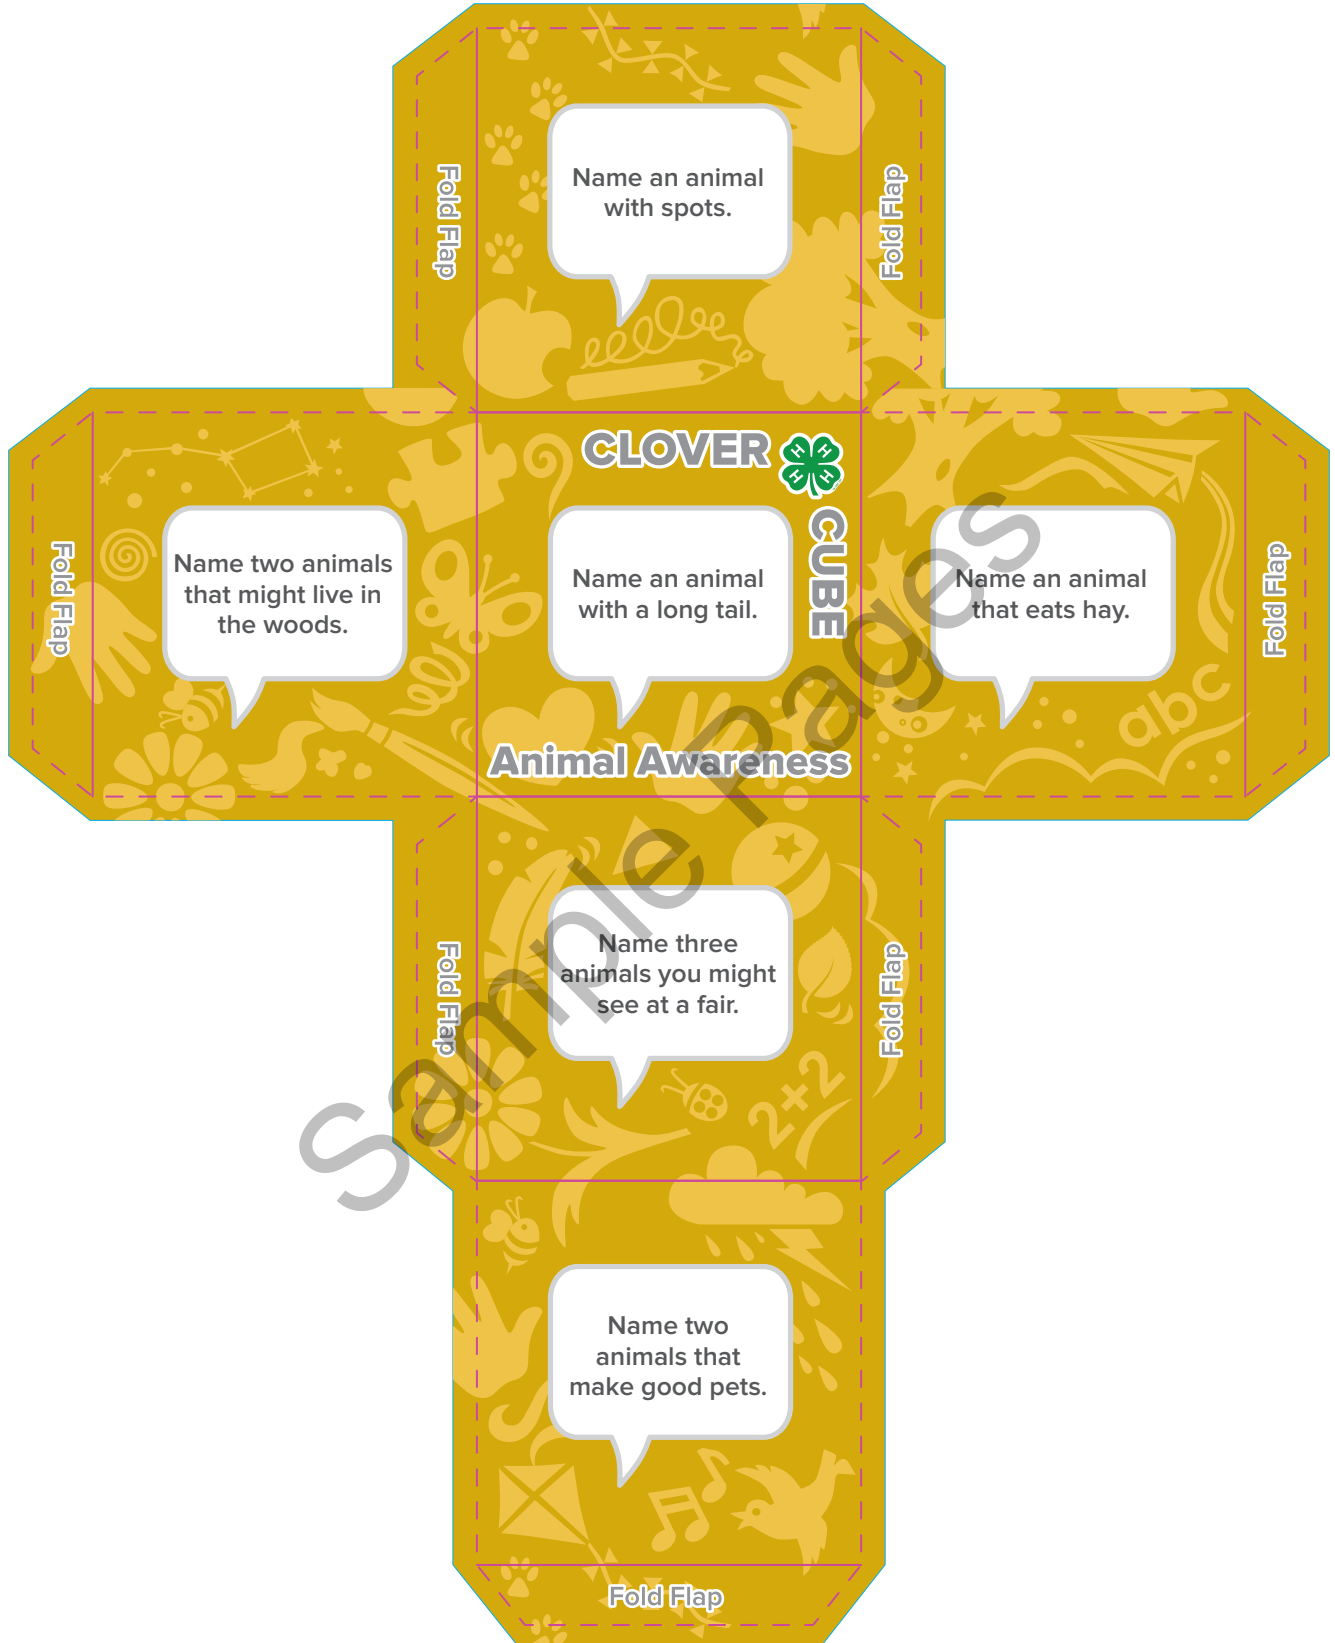 Name an animal
with spots.
Fold Flap
Fold Flap
CLOVER
H H H H
CUBE
Name two animals
that might live in
the woods.
Name an animal
with a long tail.
Name an animal
that eats hay.
Fold Flap
Fold Flap
abc
Animal Awareness
Name three
animals you might
see at a fair.
Fold Flap
Fold Flap
2+2
Name two
animals that
make good pets.
Fold Flap
Sample Pages